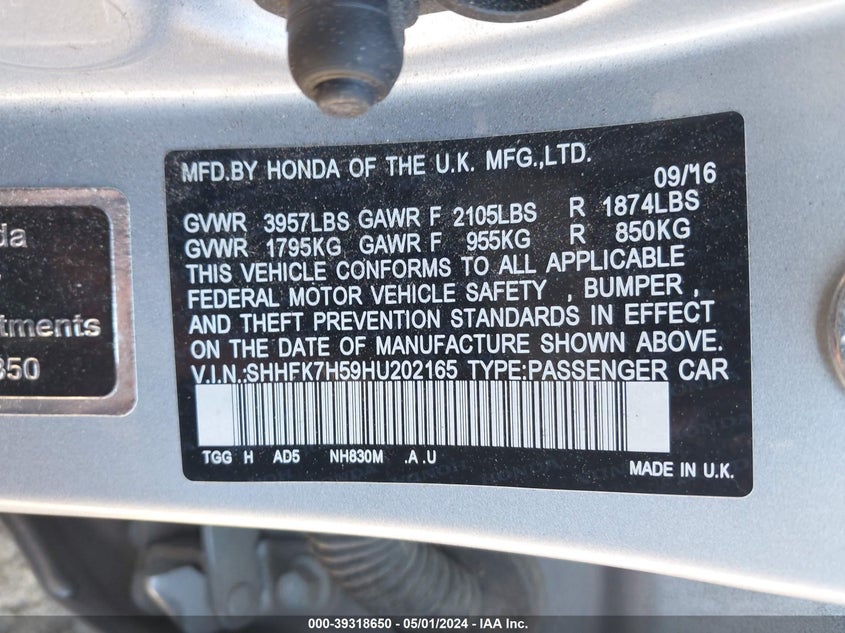 MFD.BY HONDA OF THE U.K. MFG.,LTD.
09/16
GVWR 3957LBS GAWR F 2105LBS R 1874LBS
GVWR 1795KG GAWR F 955KG R 850KG
THIS VEHICLE CONFORMS TO ALL APPLICABLE
FEDERAL MOTOR VEHICLE SAFETY , BUMPER ,
AND THEFT PREVENTION STANDARDS IN EFFECT
ON THE DATE OF MANUFACTURE SHOWN ABOVE.
V.I.N.:SHHFK7H59HU202165 TYPE:PASSENGER CAR
TGG H AD5 NH830M .A .U
MADE IN U.K.
000-39318650 - 05/01/2024 - IAA Inc.